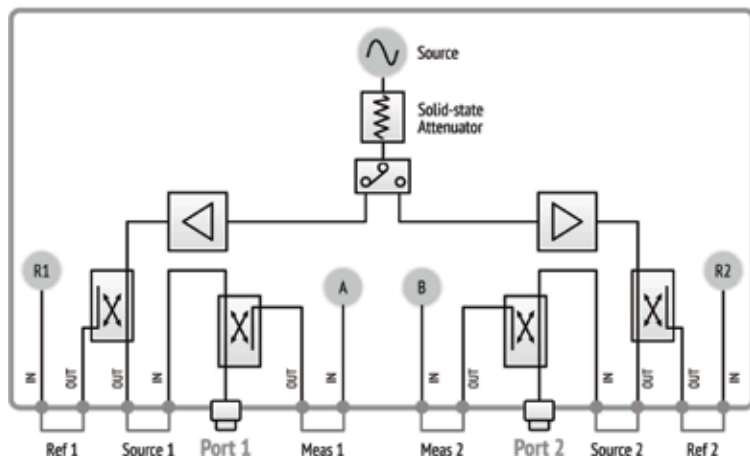 Source
Solid-state
Attenuator
R1
A
B
R2
IN
OUT
OUT
IN
OUT
IN
IN
OUT
IN
OUT
OUT
IN
Ref 1
Source 1
Port 1
Meas 1
Meas 2
Port 2
Source 2
Ref 2